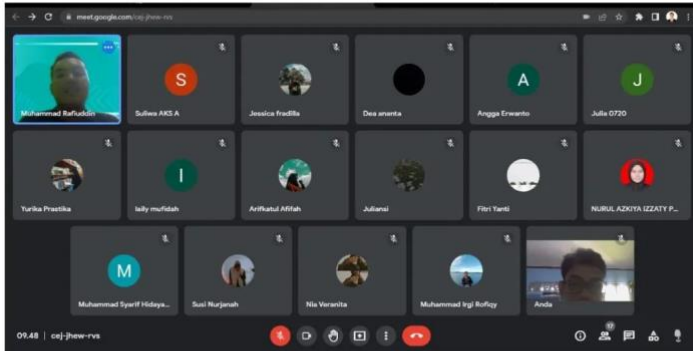 meet.google.com/cej-jhew-rvs
Muhammad Rafiuddin
S
Suliwa AKS A
Jessica fradilla
Dea ananta
A
Angga Erwanto
J
Julia 0720
Yurika Prastika
I
laily mufidah
Arifkatul Afifah
Juliansi
Fitri Yanti
NURUL AZKIYA IZZATY P...
M
Muhammad Syarif Hidaya...
Susi Nurjanah
Nia Veranita
Muhammad Irgi Rofiqy
Anda
09.48 | cej-jhew-rvs
17